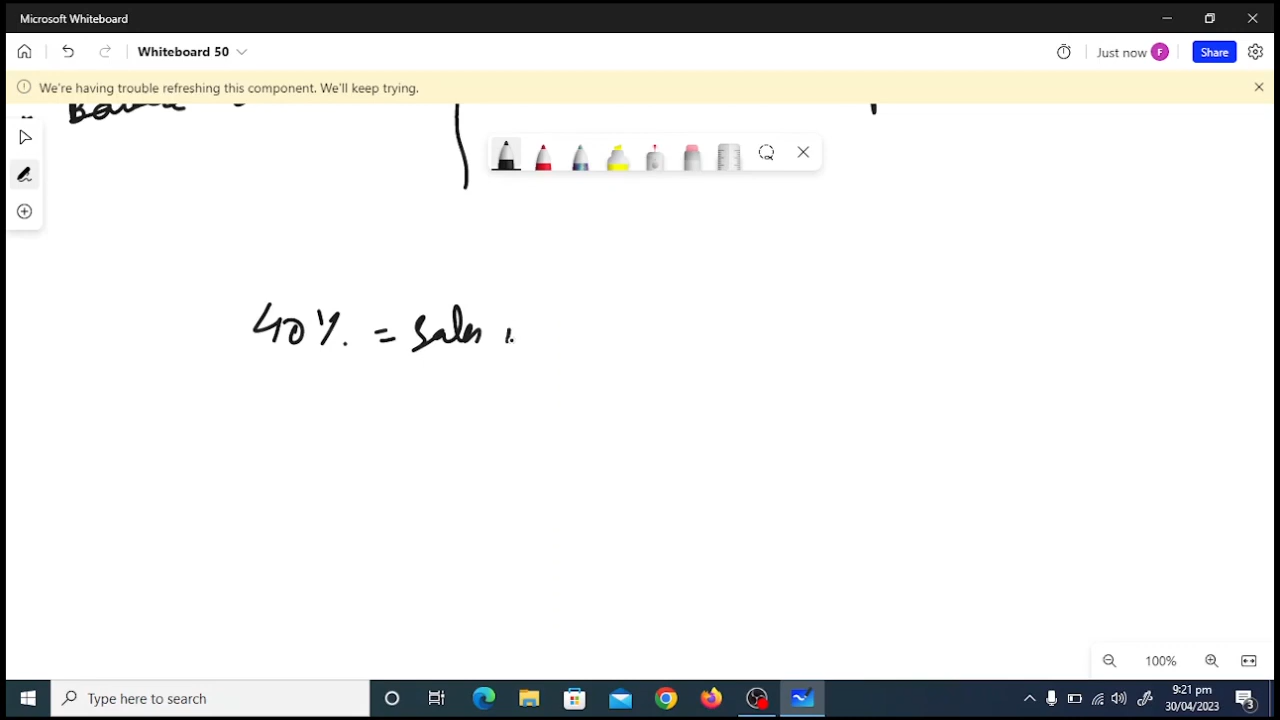 Microsoft Whiteboard
Whiteboard 50
Just now F
Share
We're having trouble refreshing this component. We'll keep trying.
40% = Sales
100%
Type here to search
9:21 pm
30/04/2023
3